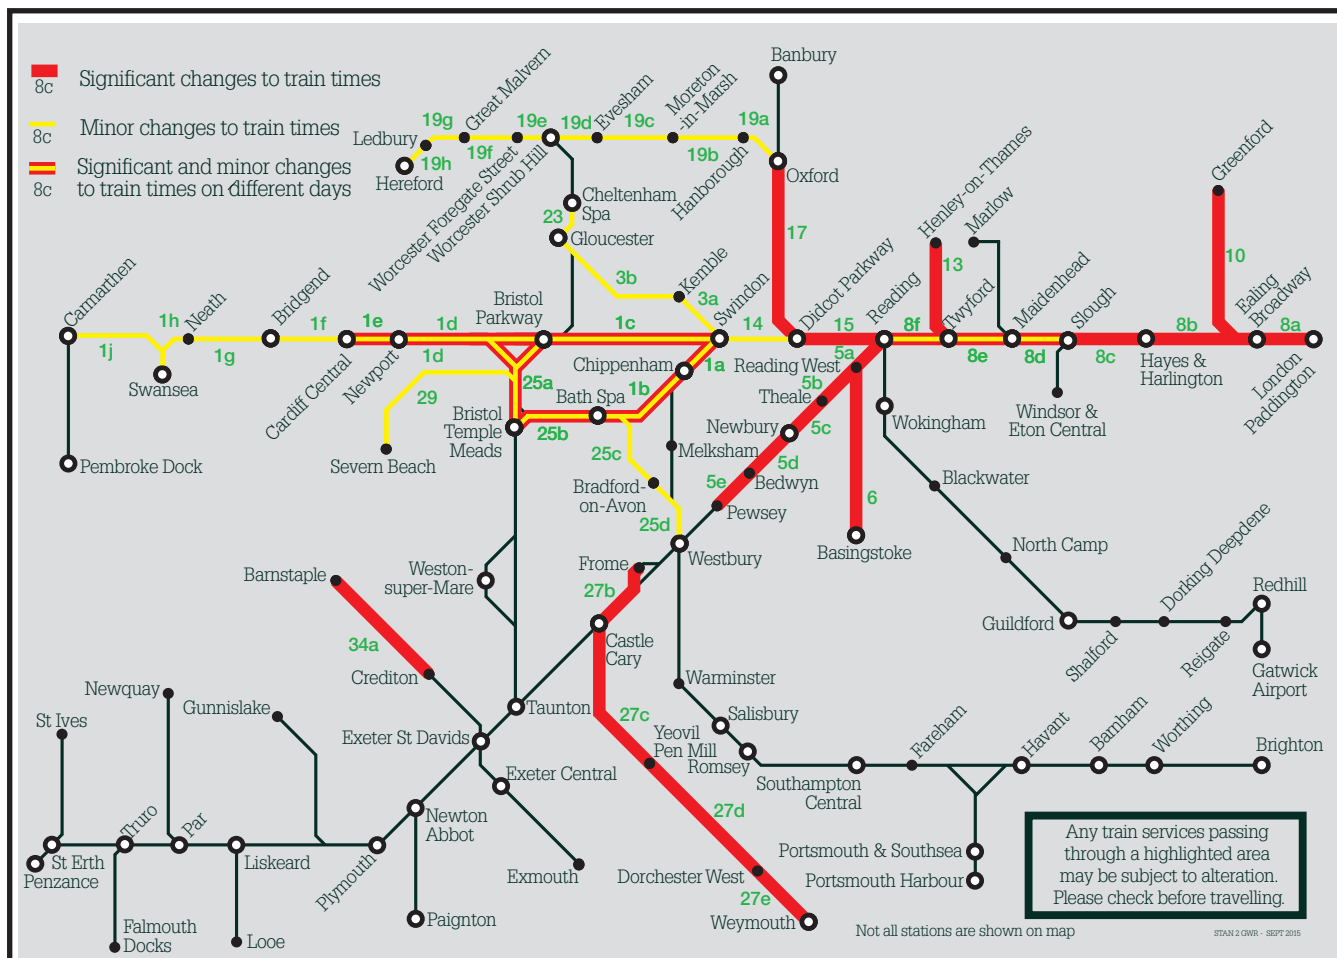 8c
Significant changes to train times
8c
Minor changes to train times
8c
Significant and minor changes
to train times on different days
Banbury
Great Malvern
Evesham
Moreton
-in-Marsh
19g
19e
19d
19c
19a
Ledbury
19f
19b
19h
Hereford
Worcester Foregate Street
Worcester Shrub Hill
Hanborough
Oxford
Greenford
Henley-on-Thames
Marlow
Cheltenham
Spa
23
Gloucester
17
13
10
3b
Kemble
3a
Carmarthen
Neath
Bridgend
Bristol
Parkway
Swindon
Didcot Parkway
Reading
Twyford
Maidenhead
Slough
Ealing
Broadway
1h
1f
1e
1d
1c
14
15
8f
8b
8a
1j
1g
1d
5a
8e
8d
8c
Swansea
Cardiff Central
Newport
29
25a
Chippenham
1a
1b
Reading West
5b
Hayes &
Harlington
London
Paddington
Bath Spa
Theale
5c
Severn Beach
Bristol
Temple
Meads
25b
25c
Melksham
Newbury
5d
Wokingham
Windsor &
Eton Central
Pembroke Dock
Bradford-
on-Avon
5e
Bedwyn
6
Blackwater
25d
Pewsey
Basingstoke
Westbury
North Camp
Barnstaple
Weston-
super-Mare
Frome
27b
Dorking Deepdene
Redhill
34a
Castle
Cary
Guildford
Shalford
Reigate
Gatwick
Airport
Crediton
Warminster
Newquay
Gunnislake
St Ives
Taunton
27c
Salisbury
Exeter St Davids
Yeovil
Pen Mill
Romsey
Fareham
Havant
Barnham
Worthing
Brighton
Exeter Central
Southampton
Central
27d
Newton
Abbot
Truro
Par
St Erth
Penzance
Liskeard
Plymouth
Exmouth
Dorchester West
27e
Portsmouth & Southsea
Portsmouth Harbour
Falmouth
Docks
Looe
Paignton
Weymouth
Any train services passing
through a highlighted area
may be subject to alteration.
Please check before travelling.
Not all stations are shown on map
STAN 2 GWR - SEPT 2015